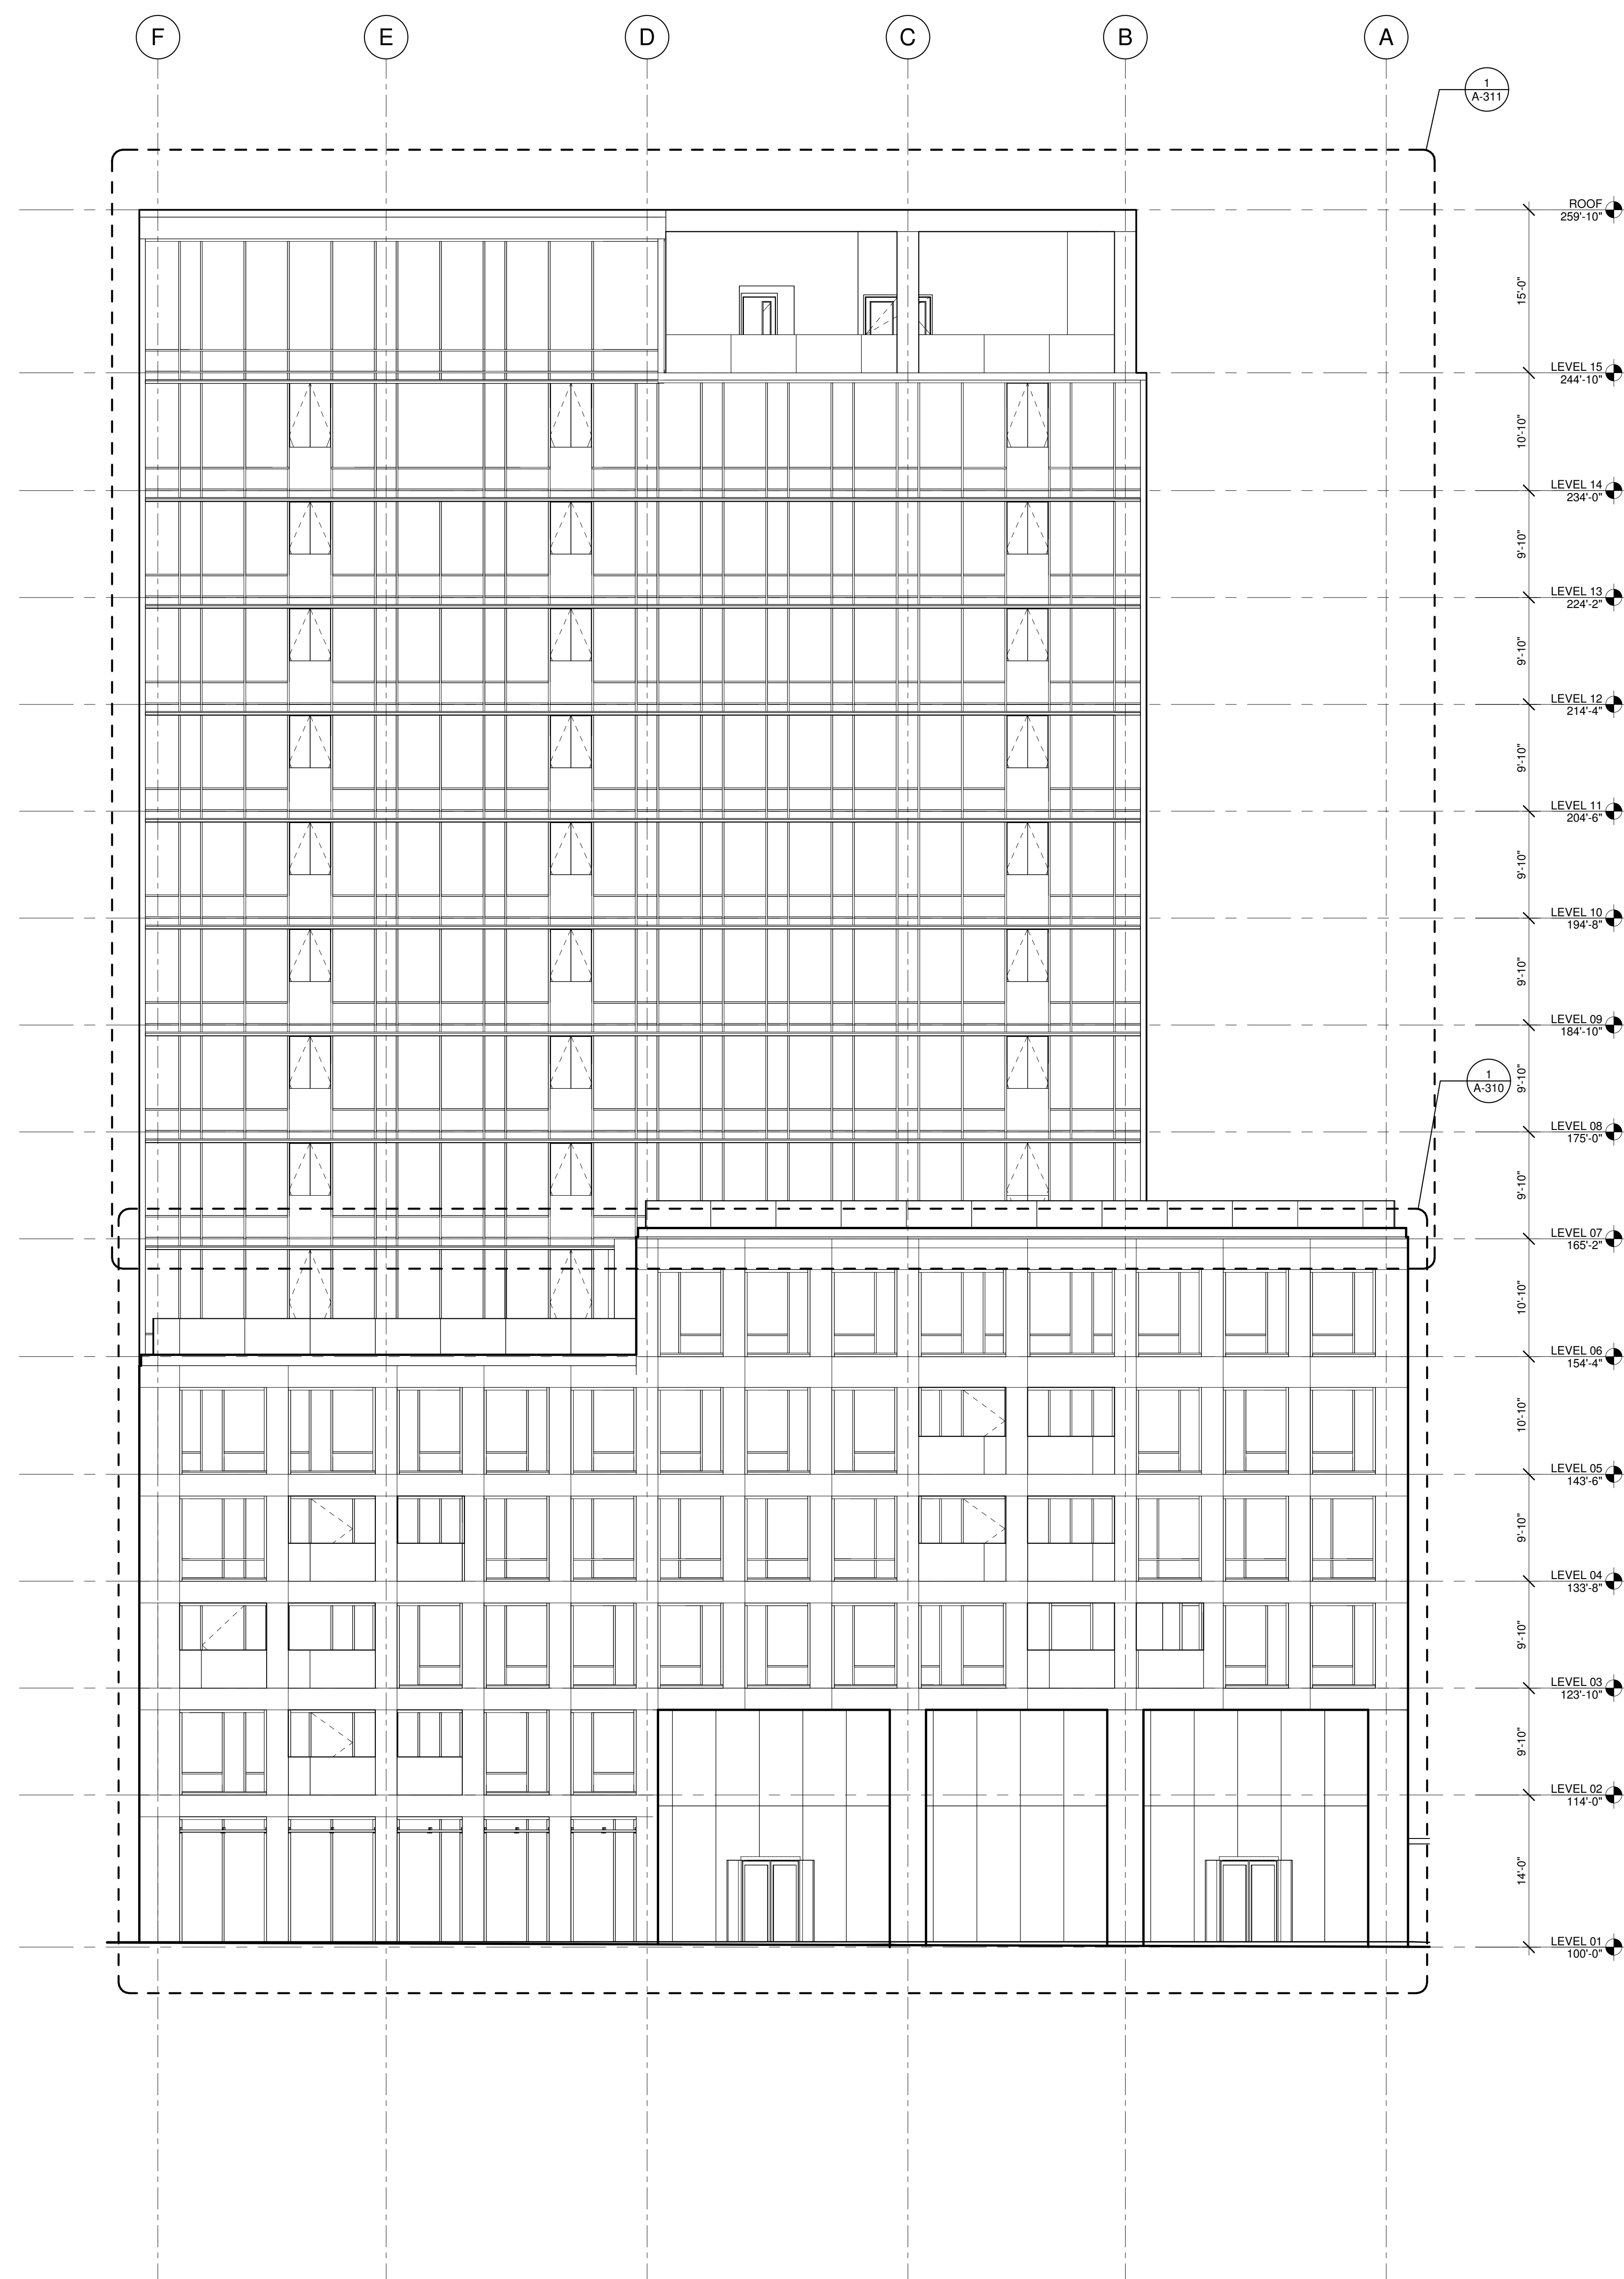 F E D C B A
1
A-311
ROOF
259'-10"
15'-0"
LEVEL 15
244'-10"
10'-10"
LEVEL 14
234'-0"
9'-10"
LEVEL 13
224'-2"
9'-10"
LEVEL 12
214'-4"
9'-10"
LEVEL 11
204'-6"
9'-10"
LEVEL 10
194'-8"
9'-10"
LEVEL 09
184'-10"
1
A-310
9'-10"
LEVEL 08
175'-0"
9'-10"
LEVEL 07
165'-2"
10'-10"
LEVEL 06
154'-4"
10'-10"
LEVEL 05
143'-6"
9'-10"
LEVEL 04
133'-8"
9'-10"
LEVEL 03
123'-10"
9'-10"
LEVEL 02
114'-0"
14'-0"
LEVEL 01
100'-0"